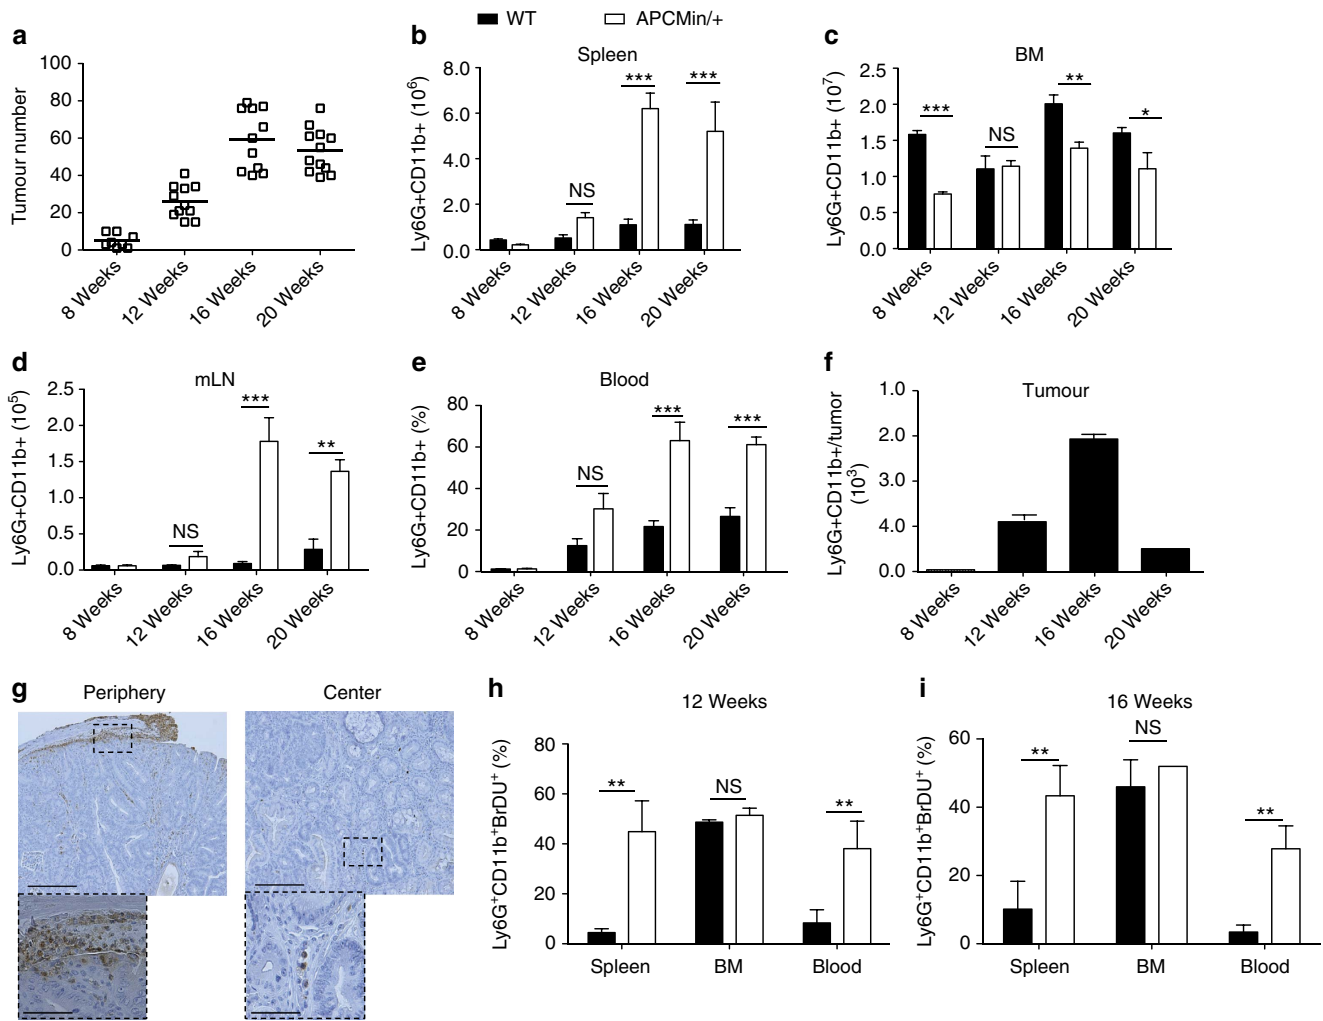 WT APCMin/+
a
Tumour number
100
80
60
40
20
0
8 Weeks
12 Weeks
16 Weeks
20 Weeks
b
Spleen
Ly6G+CD11b+ (10⁶)
8.0
6.0
4.0
2.0
0.0
NS
***
***
8 Weeks
12 Weeks
16 Weeks
20 Weeks
c
BM
Ly6G+CD11b+ (10⁷)
2.5
2.0
1.5
1.0
0.5
0.0
***
NS
**
*
8 Weeks
12 Weeks
16 Weeks
20 Weeks
d
mLN
Ly6G+CD11b+ (10⁵)
2.5
2.0
1.5
1.0
0.5
0.0
NS
***
**
8 Weeks
12 Weeks
16 Weeks
20 Weeks
e
Blood
Ly6G+CD11b+ (%)
80
60
40
20
0
NS
***
***
8 Weeks
12 Weeks
16 Weeks
20 Weeks
f
Tumour
Ly6G+CD11b+/tumor
(10³)
1.0
2.0
3.0
4.0
0.0
8 Weeks
12 Weeks
16 Weeks
20 Weeks
g
Periphery
Center
h
12 Weeks
Ly6G⁺CD11b⁺BrDU⁺ (%)
80
60
40
20
0
**
NS
**
Spleen
BM
Blood
i
16 Weeks
Ly6G⁺CD11b⁺BrDU⁺ (%)
60
40
20
0
**
NS
**
Spleen
BM
Blood